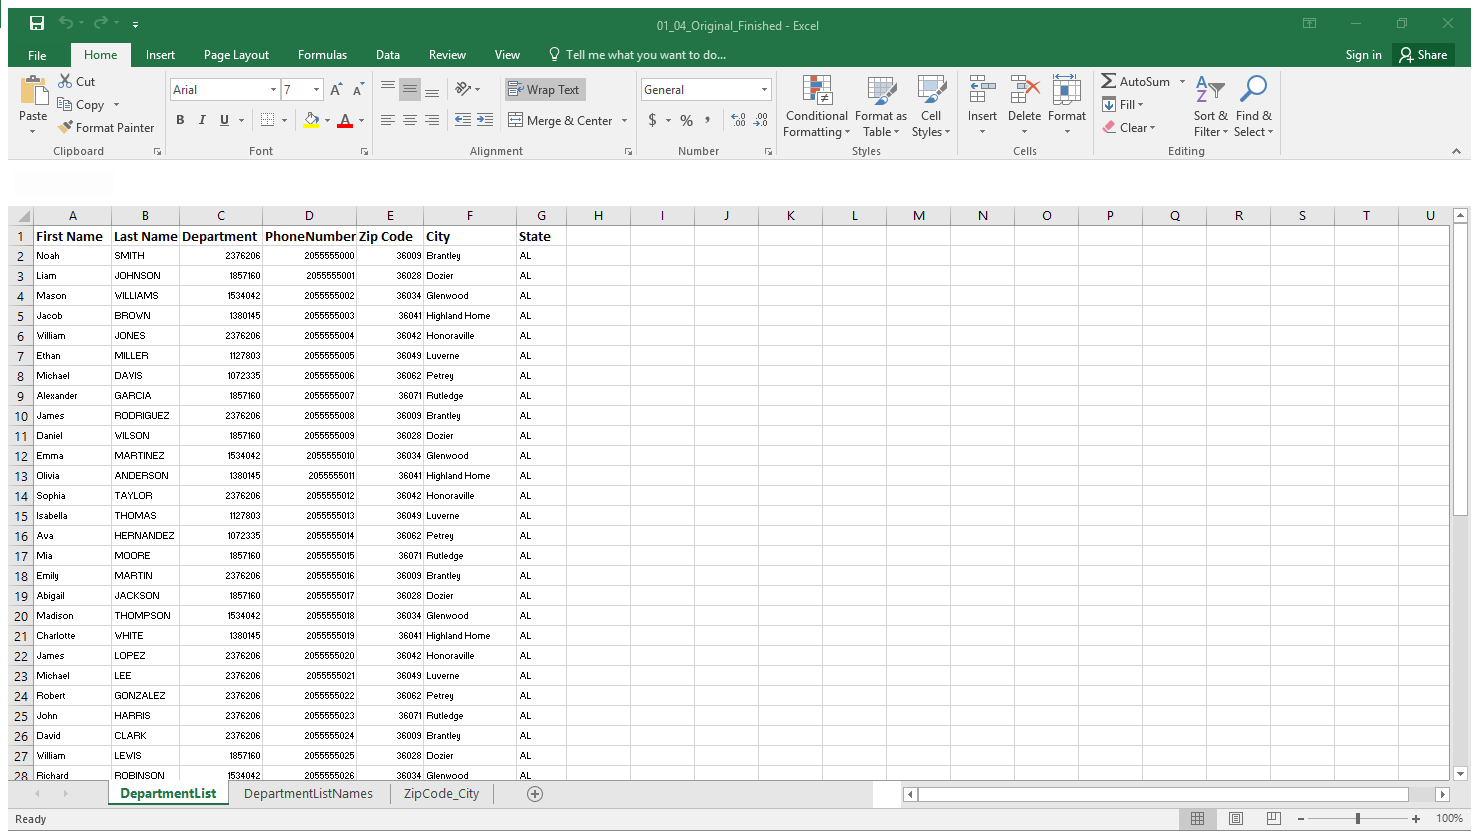 01_04_Original_Finished - Excel
File Home Insert Page Layout Formulas Data Review View Tell me what you want to do... Sign in Share
Paste Cut Copy Format Painter Clipboard
Arial 7 A A B I U A Font
Wrap Text Merge & Center Alignment
General $ % , .00 .00 Number
Conditional Formatting Format as Table Cell Styles Styles
Insert Delete Format Cells
AutoSum Fill Clear Sort & Filter Find & Select Editing
A B C D E F G H I J K L M N O P Q R S T U
1 First Name Last Name Department PhoneNumber Zip Code City State
2 Noah SMITH 2376206 2055555000 36009 Brantley AL
3 Liam JOHNSON 1857160 2055555001 36028 Dozier AL
4 Mason WILLIAMS 1534042 2055555002 36034 Glenwood AL
5 Jacob BROWN 1380145 2055555003 36041 Highland Home AL
6 William JONES 2376206 2055555004 36042 Honoraville AL
7 Ethan MILLER 1127803 2055555005 36049 Luverne AL
8 Michael DAVIS 1072335 2055555006 36062 Petrey AL
9 Alexander GARCIA 1857160 2055555007 36071 Rutledge AL
10 James RODRIGUEZ 2376206 2055555008 36009 Brantley AL
11 Daniel WILSON 1857160 2055555009 36028 Dozier AL
12 Emma MARTINEZ 1534042 2055555010 36034 Glenwood AL
13 Olivia ANDERSON 1380145 2055555011 36041 Highland Home AL
14 Sophia TAYLOR 2376206 2055555012 36042 Honoraville AL
15 Isabella THOMAS 1127803 2055555013 36049 Luverne AL
16 Ava HERNANDEZ 1072335 2055555014 36062 Petrey AL
17 Mia MOORE 1857160 2055555015 36071 Rutledge AL
18 Emily MARTIN 2376206 2055555016 36009 Brantley AL
19 Abigail JACKSON 1857160 2055555017 36028 Dozier AL
20 Madison THOMPSON 1534042 2055555018 36034 Glenwood AL
21 Charlotte WHITE 1380145 2055555019 36041 Highland Home AL
22 James LOPEZ 2376206 2055555020 36042 Honoraville AL
23 Michael LEE 2376206 2055555021 36049 Luverne AL
24 Robert GONZALEZ 2376206 2055555022 36062 Petrey AL
25 John HARRIS 2376206 2055555023 36071 Rutledge AL
26 David CLARK 2376206 2055555024 36009 Brantley AL
27 William LEWIS 1857160 2055555025 36028 Dozier AL
28 Richard ROBINSON 1534042 2055555026 36034 Glenwood AL
DepartmentList DepartmentListNames ZipCode_City
Ready 100%